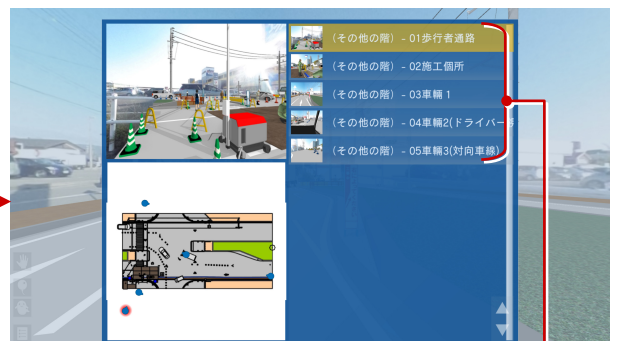 （その他の階）- 01歩行者通路
（その他の階）- 02施工個所
（その他の階）- 03車輛１
（その他の階）- 04車輛2(ドライバー
（その他の階）- 05車輛3(対向車線)